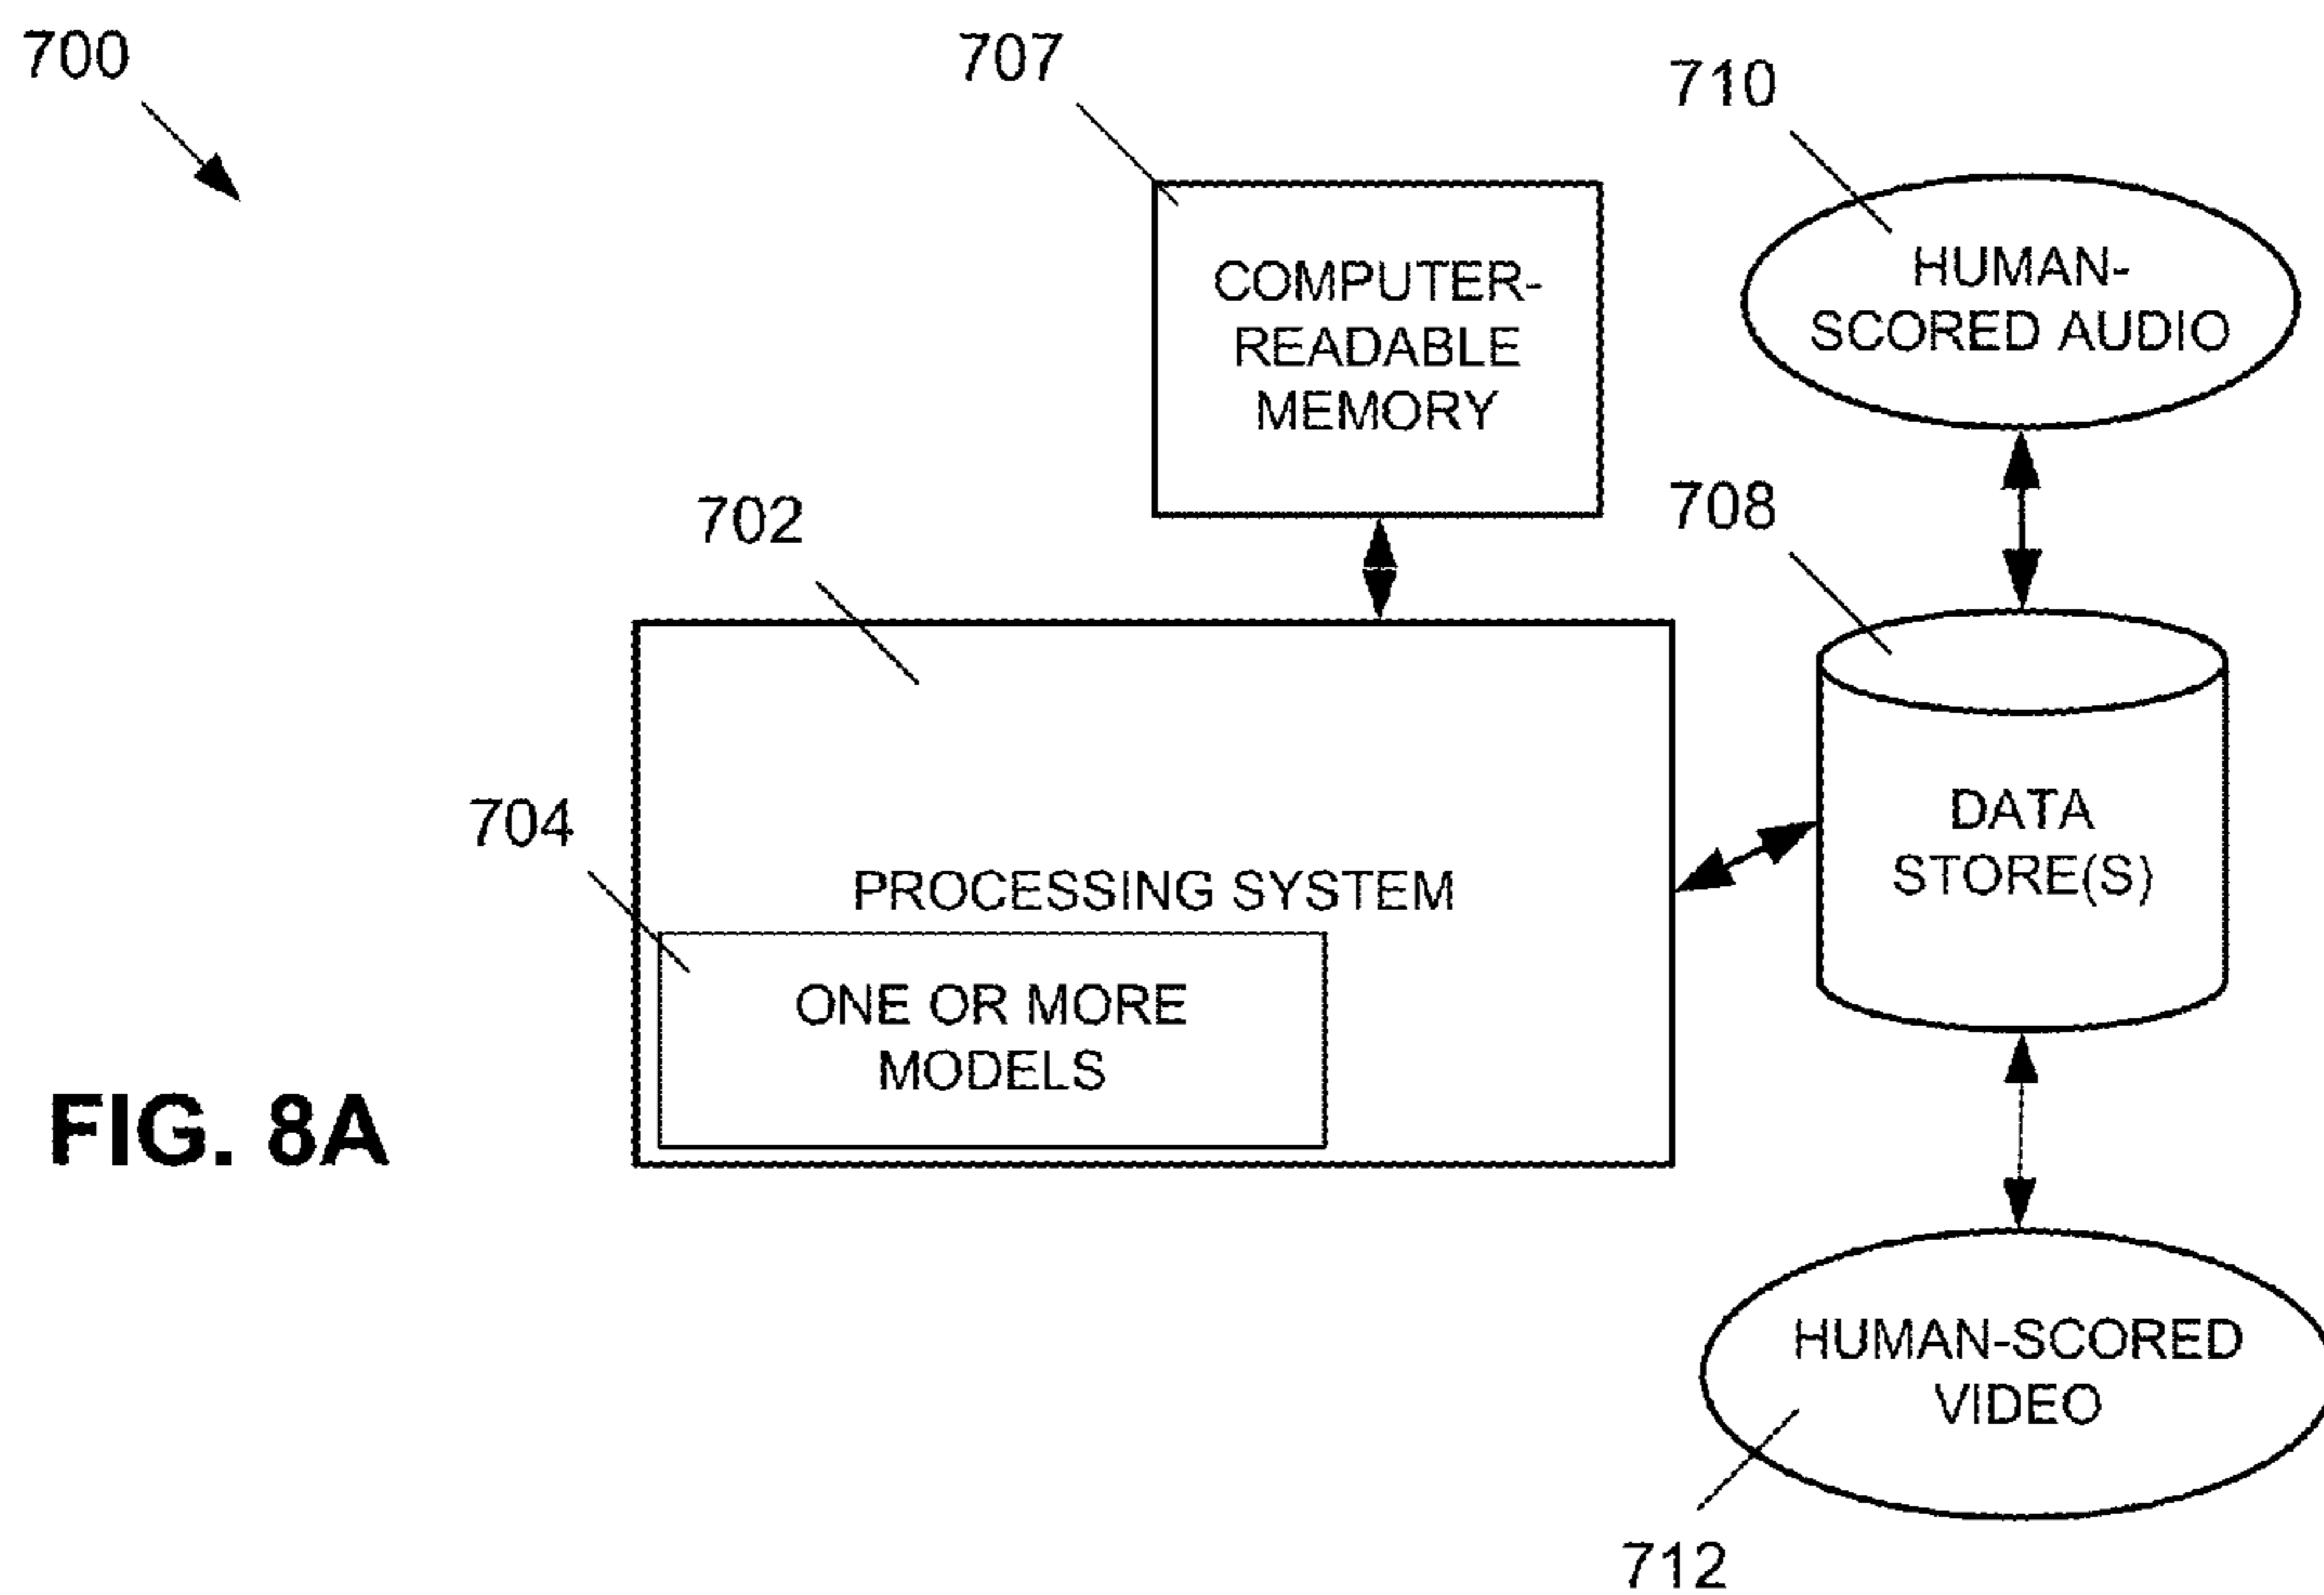 700
707
710
COMPUTER-
READABLE
MEMORY
HUMAN-
SCORED AUDIO
702
708
704
PROCESSING SYSTEM
DATA
STORE(S)
ONE OR MORE
MODELS
FIG. 8A
HUMAN-SCORED
VIDEO
712